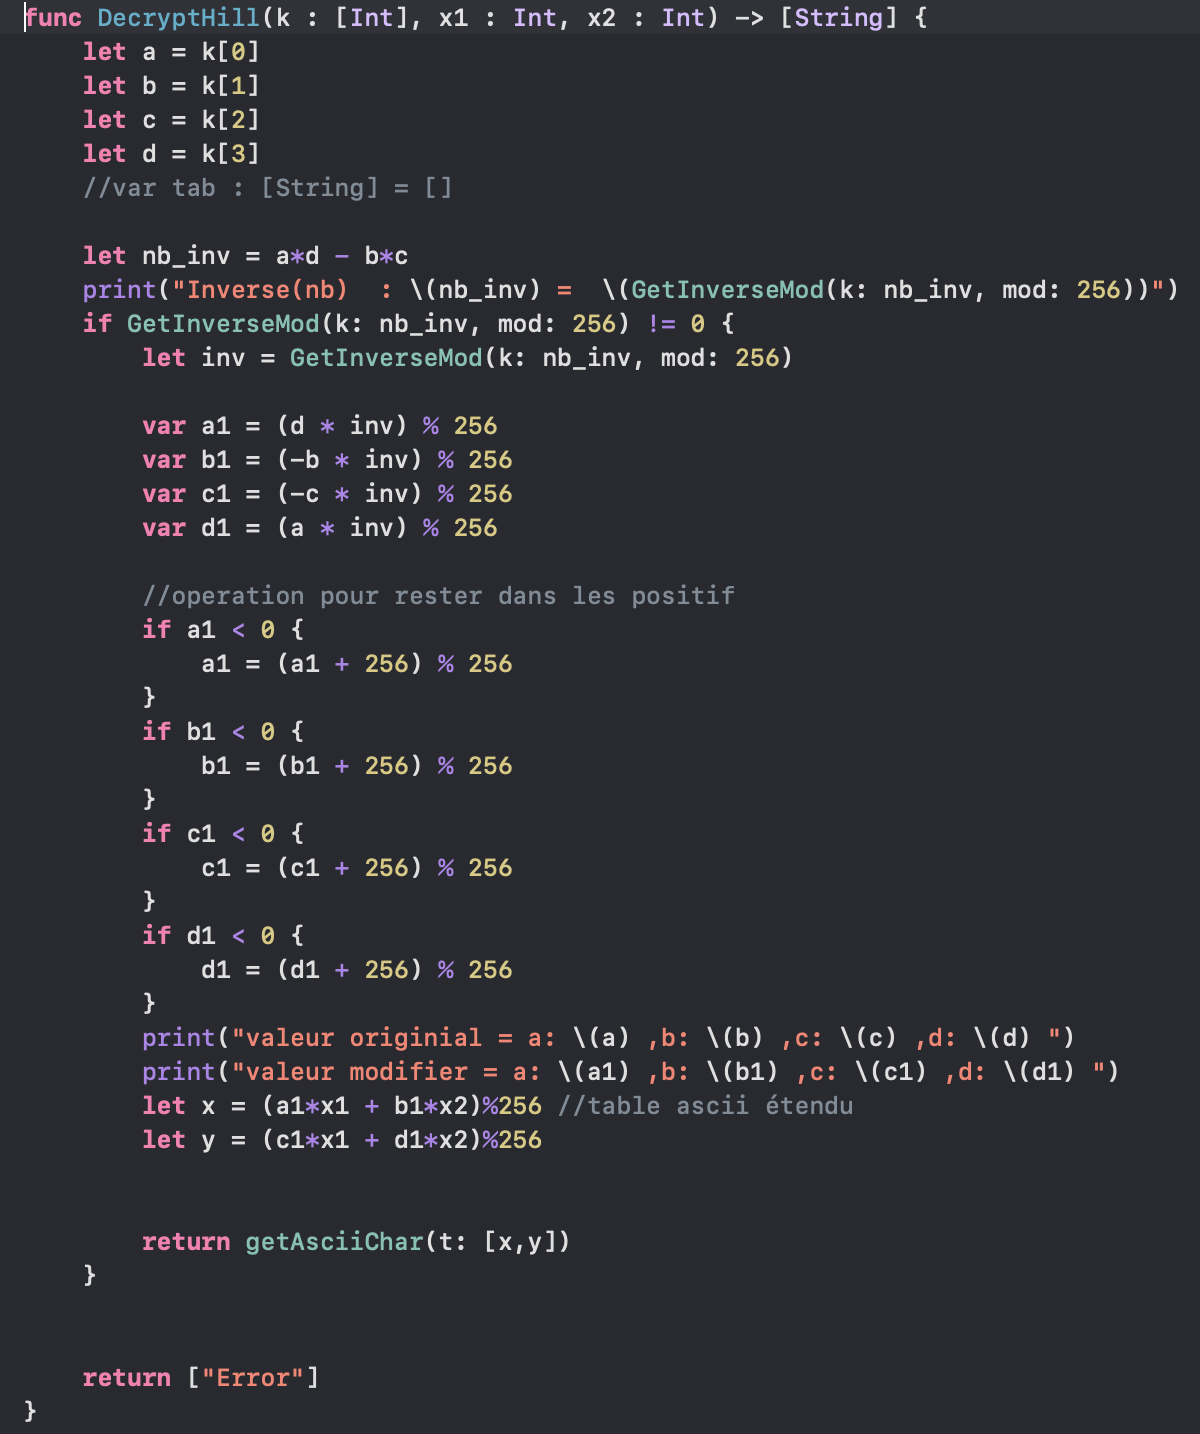 func DecryptHill(k : [Int], x1 : Int, x2 : Int) -> [String] {
    let a = k[0]
    let b = k[1]
    let c = k[2]
    let d = k[3]
    //var tab : [String] = []

    let nb_inv = a*d - b*c
    print("Inverse(nb)  : \(nb_inv) =  \(GetInverseMod(k: nb_inv, mod: 256))")
    if GetInverseMod(k: nb_inv, mod: 256) != 0 {
        let inv = GetInverseMod(k: nb_inv, mod: 256)

        var a1 = (d * inv) % 256
        var b1 = (-b * inv) % 256
        var c1 = (-c * inv) % 256
        var d1 = (a * inv) % 256

        //operation pour rester dans les positif
        if a1 < 0 {
            a1 = (a1 + 256) % 256
        }
        if b1 < 0 {
            b1 = (b1 + 256) % 256
        }
        if c1 < 0 {
            c1 = (c1 + 256) % 256
        }
        if d1 < 0 {
            d1 = (d1 + 256) % 256
        }
        print("valeur originial = a: \(a) ,b: \(b) ,c: \(c) ,d: \(d) ")
        print("valeur modifier = a: \(a1) ,b: \(b1) ,c: \(c1) ,d: \(d1) ")
        let x = (a1*x1 + b1*x2)%256 //table ascii étendu
        let y = (c1*x1 + d1*x2)%256


        return getAsciiChar(t: [x,y])
    }


    return ["Error"]
}